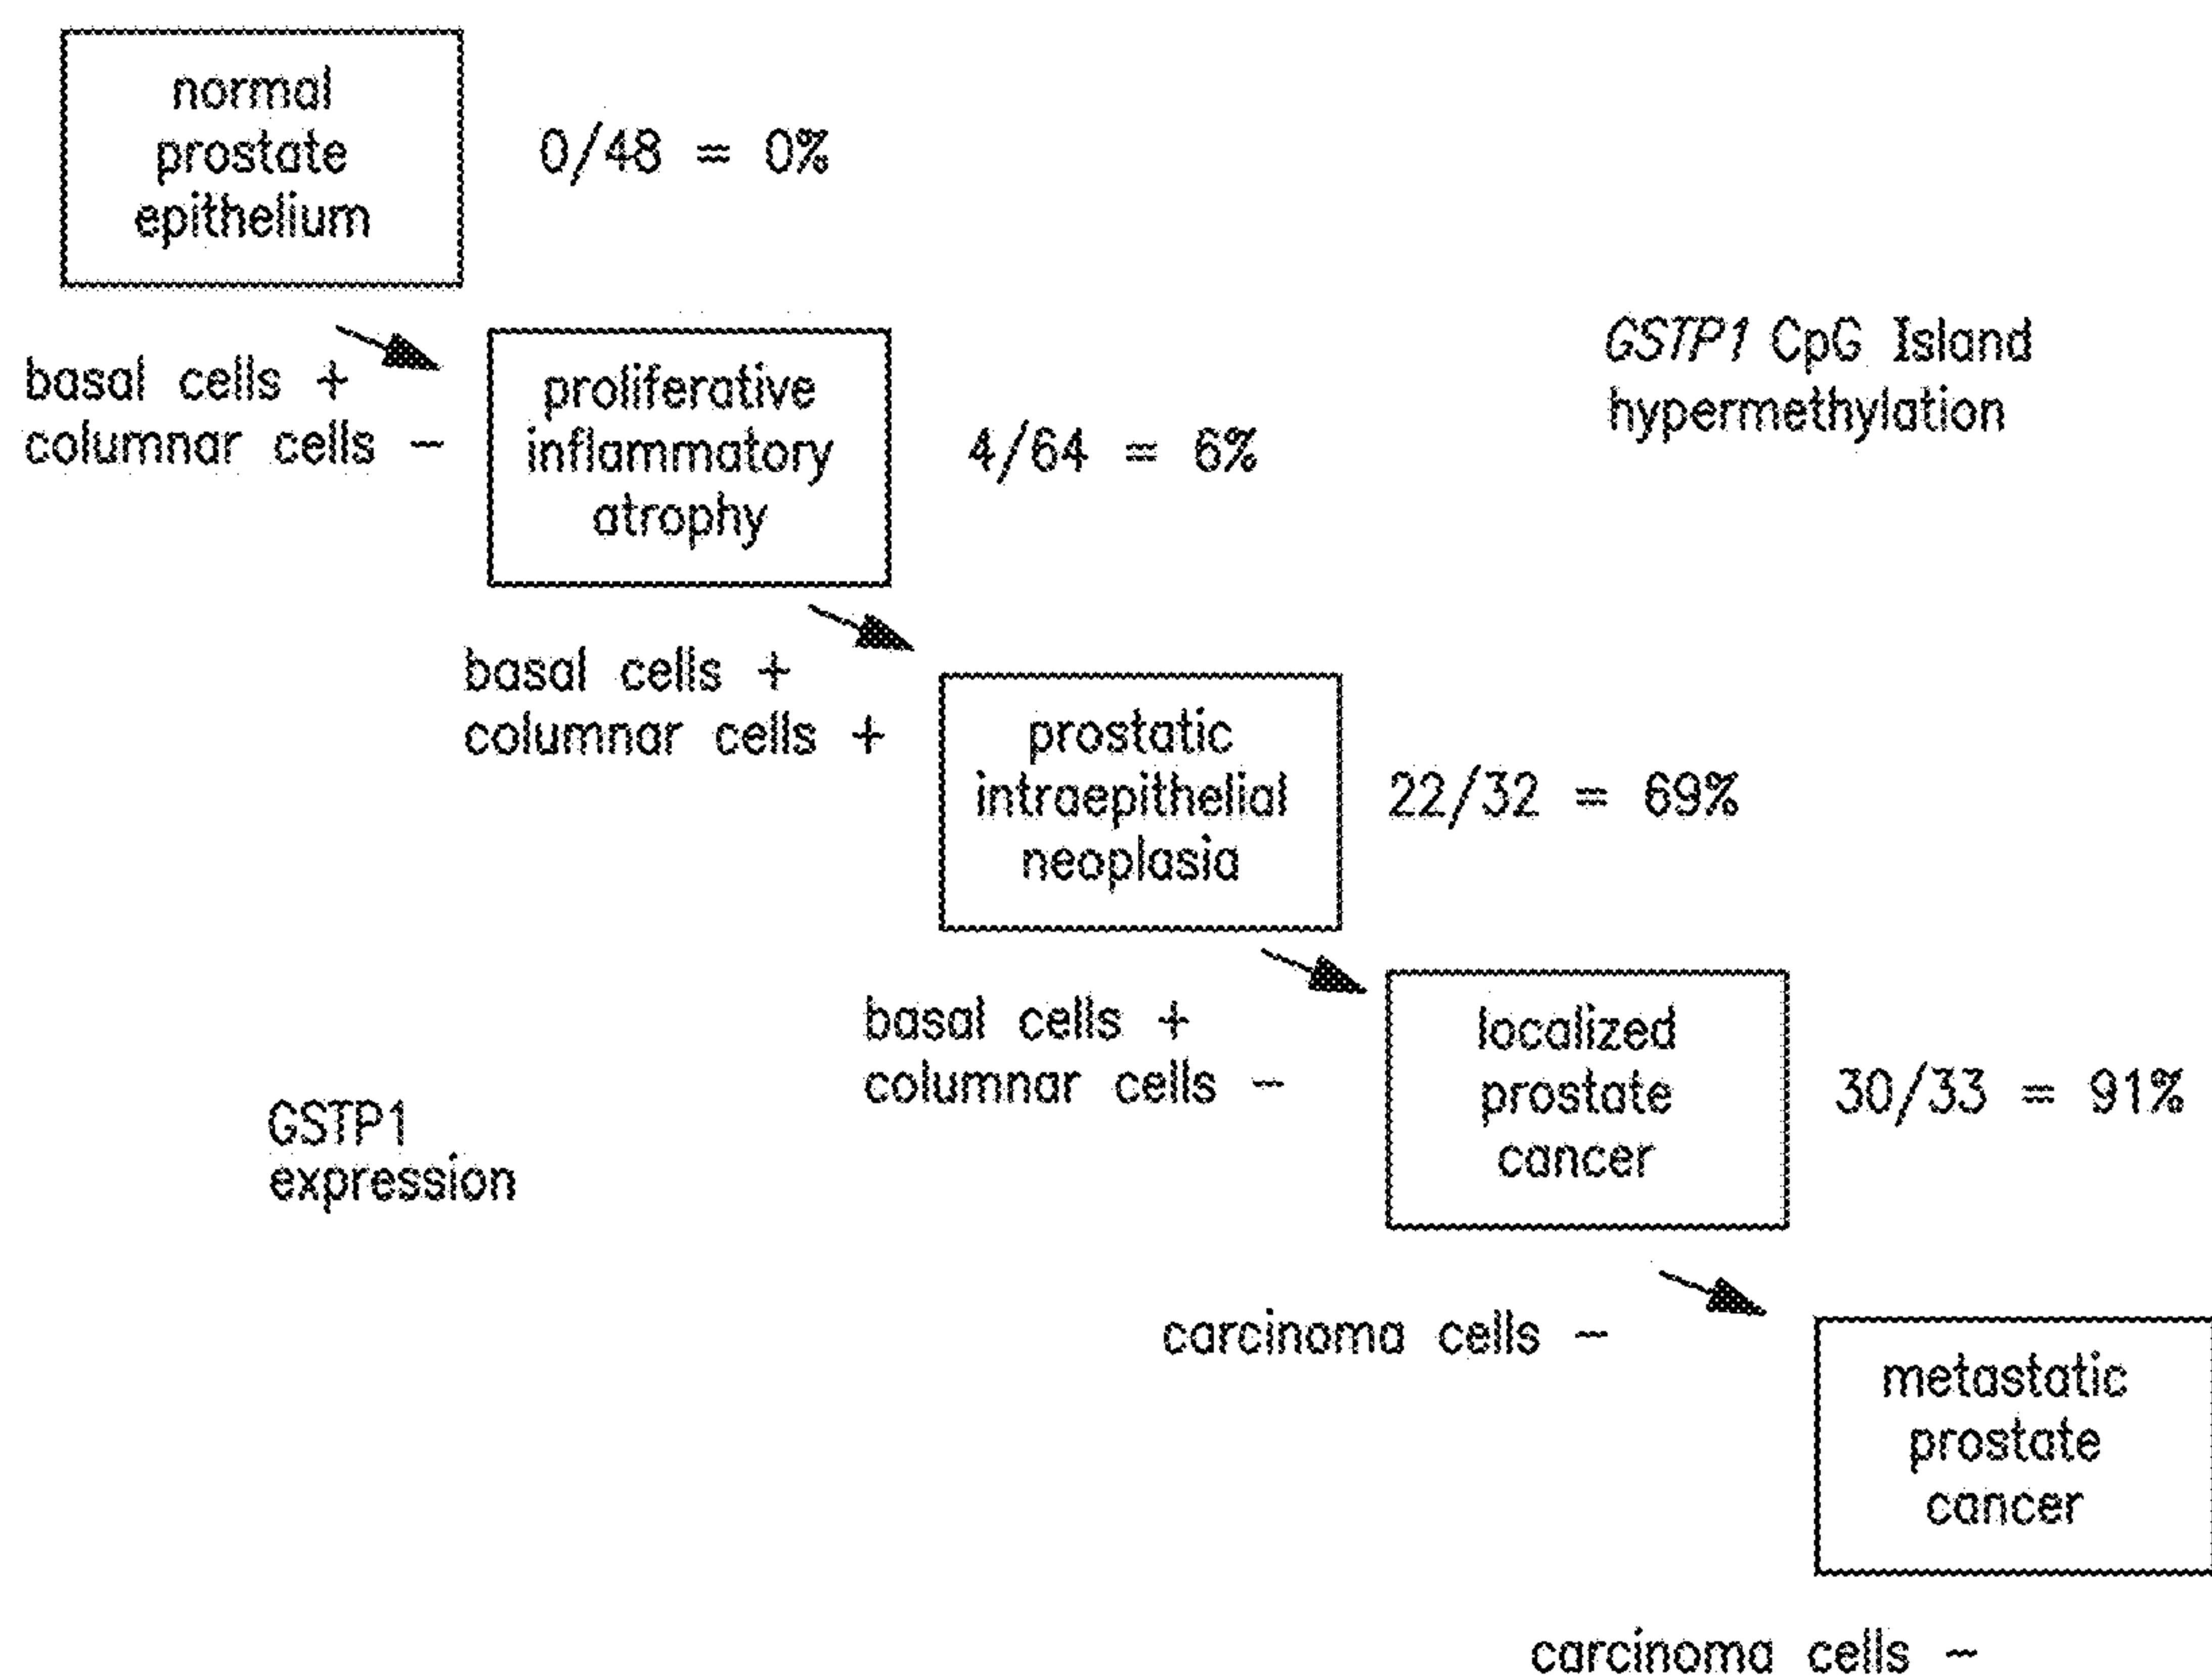 normal
prostate
epithelium
0/48 = 0%
basal cells +
columnar cells −
proliferative
inflammatory
atrophy
4/64 = 6%
GSTP1 CpG Island
hypermethylation
basal cells +
columnar cells +
prostatic
intraepithelial
neoplasia
22/32 = 69%
basal cells +
columnar cells −
localized
prostate
cancer
30/33 = 91%
GSTP1
expression
carcinoma cells −
metastatic
prostate
cancer
carcinoma cells −